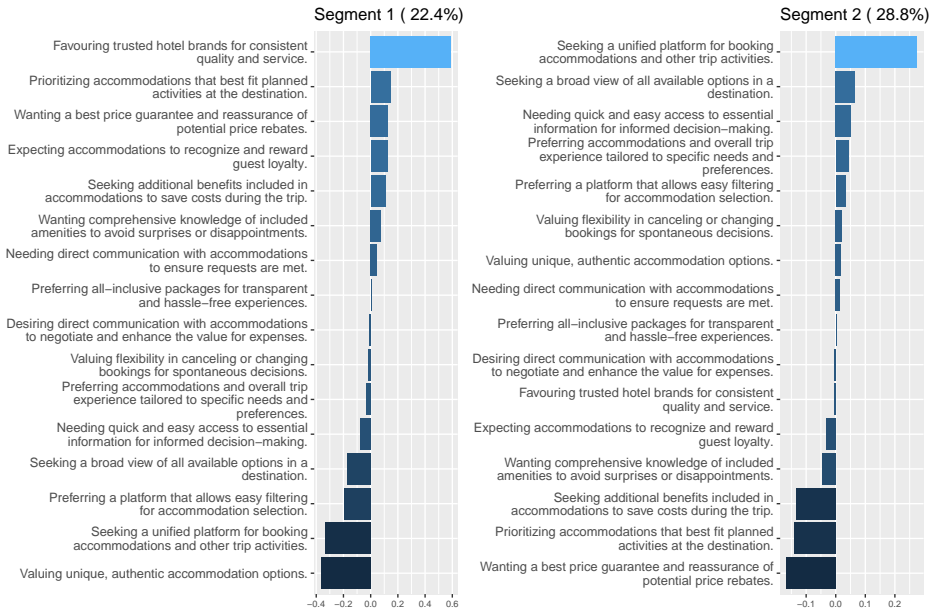 Segment 1 ( 22.4%)
Favouring trusted hotel brands for consistent
quality and service.
Prioritizing accommodations that best fit planned
activities at the destination.
Wanting a best price guarantee and reassurance of
potential price rebates.
Expecting accommodations to recognize and reward
guest loyalty.
Seeking additional benefits included in
accommodations to save costs during the trip.
Wanting comprehensive knowledge of included
amenities to avoid surprises or disappointments.
Needing direct communication with accommodations
to ensure requests are met.
Preferring all−inclusive packages for transparent
and hassle−free experiences.
Desiring direct communication with accommodations
to negotiate and enhance the value for expenses.
Valuing flexibility in canceling or changing
bookings for spontaneous decisions.
Preferring accommodations and overall trip
experience tailored to specific needs and
preferences.
Needing quick and easy access to essential
information for informed decision−making.
Seeking a broad view of all available options in a
destination.
Preferring a platform that allows easy filtering
for accommodation selection.
Seeking a unified platform for booking
accommodations and other trip activities.
Valuing unique, authentic accommodation options.
−0.4 −0.2 0.0 0.2 0.4 0.6
Segment 2 ( 28.8%)
Seeking a unified platform for booking
accommodations and other trip activities.
Seeking a broad view of all available options in a
destination.
Needing quick and easy access to essential
information for informed decision−making.
Preferring accommodations and overall trip
experience tailored to specific needs and
preferences.
Preferring a platform that allows easy filtering
for accommodation selection.
Valuing flexibility in canceling or changing
bookings for spontaneous decisions.
Valuing unique, authentic accommodation options.
Needing direct communication with accommodations
to ensure requests are met.
Preferring all−inclusive packages for transparent
and hassle−free experiences.
Desiring direct communication with accommodations
to negotiate and enhance the value for expenses.
Favouring trusted hotel brands for consistent
quality and service.
Expecting accommodations to recognize and reward
guest loyalty.
Wanting comprehensive knowledge of included
amenities to avoid surprises or disappointments.
Seeking additional benefits included in
accommodations to save costs during the trip.
Prioritizing accommodations that best fit planned
activities at the destination.
Wanting a best price guarantee and reassurance of
potential price rebates.
−0.1 0.0 0.1 0.2